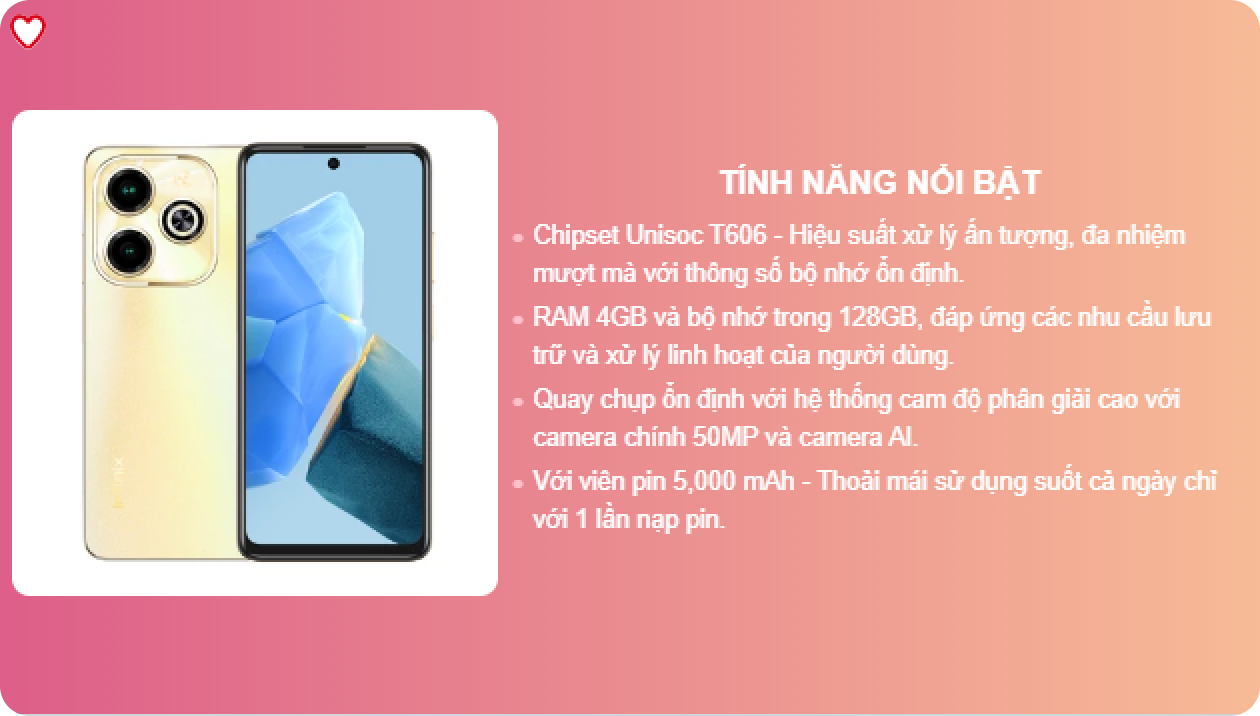 TÍNH NĂNG NỔI BẬT
Chipset Unisoc T606 - Hiệu suất xử lý ấn tượng, đa nhiệm
mượt mà với thông số bộ nhớ ổn định.
RAM 4GB và bộ nhớ trong 128GB, đáp ứng các nhu cầu lưu
trữ và xử lý linh hoạt của người dùng.
Quay chụp ổn định với hệ thống cam độ phân giải cao với
camera chính 50MP và camera AI.
Với viên pin 5,000 mAh - Thoải mái sử dụng suốt cả ngày chỉ
với 1 lần nạp pin.